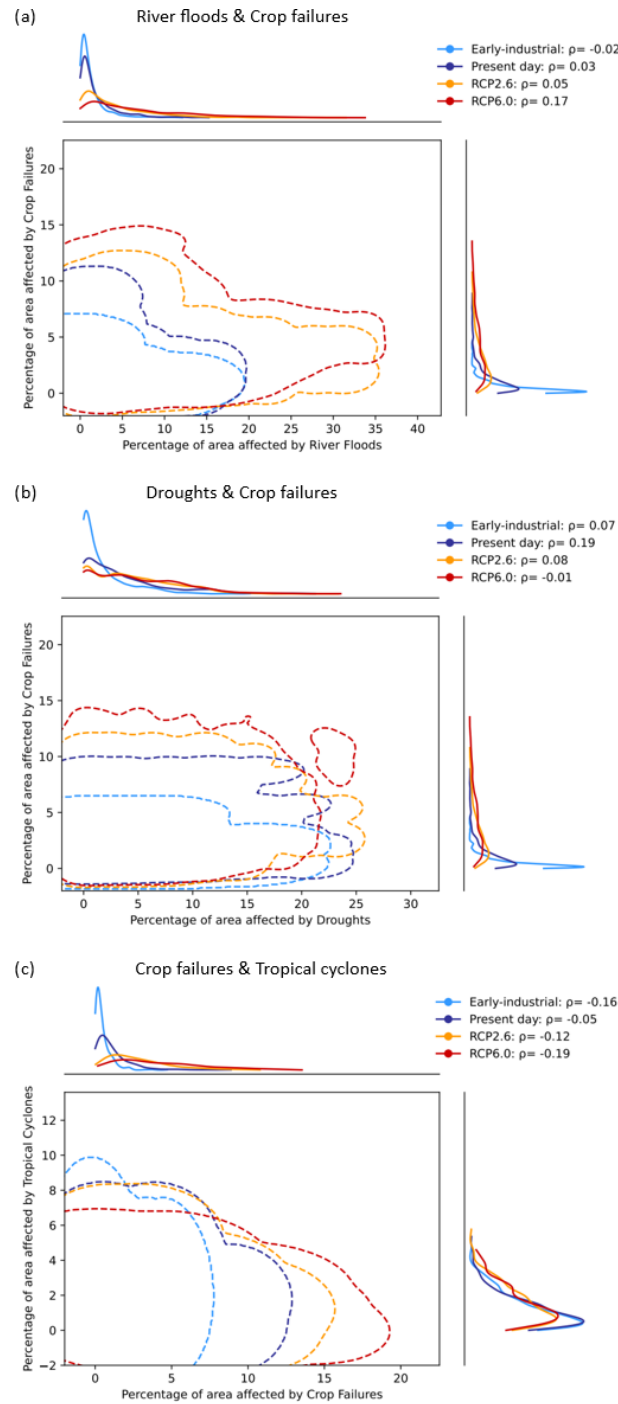 (a) River floods & Crop failures
Early-industrial: ρ= -0.02
Present day: ρ= 0.03
RCP2.6: ρ= 0.05
RCP6.0: ρ= 0.17
Percentage of area affected by Crop Failures
20
15
10
5
0
0 5 10 15 20 25 30 35 40
Percentage of area affected by River Floods
(b) Droughts & Crop failures
Early-industrial: ρ= 0.07
Present day: ρ= 0.19
RCP2.6: ρ= 0.08
RCP6.0: ρ= -0.01
Percentage of area affected by Crop Failures
20
15
10
5
0
0 5 10 15 20 25 30
Percentage of area affected by Droughts
(c) Crop failures & Tropical cyclones
Early-industrial: ρ= -0.16
Present day: ρ= -0.05
RCP2.6: ρ= -0.12
RCP6.0: ρ= -0.19
Percentage of area affected by Tropical Cyclones
12
10
8
6
4
2
0
−2
0 5 10 15 20
Percentage of area affected by Crop Failures